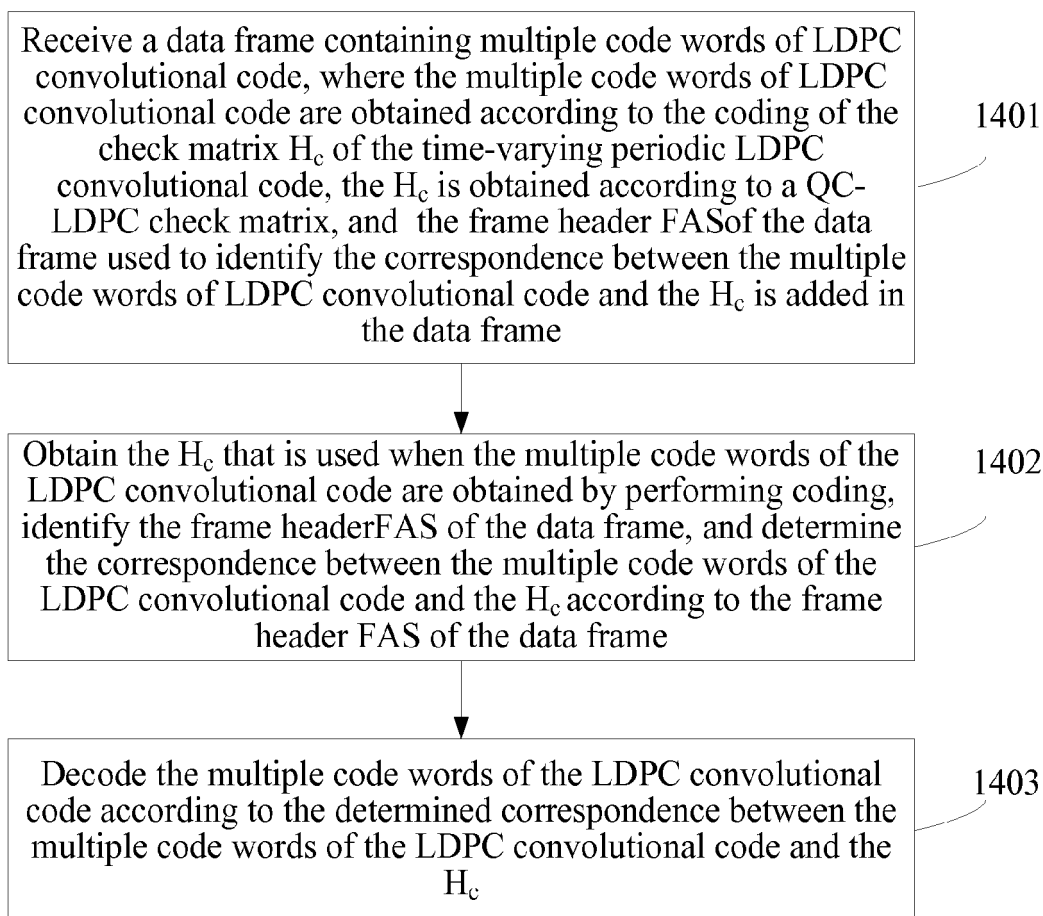 Receive a data frame containing multiple code words of LDPC
convolutional code, where the multiple code words of LDPC
convolutional code are obtained according to the coding of the
check matrix H_c of the time-varying periodic LDPC
convolutional code, the H_c is obtained according to a QC-
LDPC check matrix, and the frame header FASof the data
frame used to identify the correspondence between the multiple
code words of LDPC convolutional code and the H_c is added in
the data frame
1401
Obtain the H_c that is used when the multiple code words of the
LDPC convolutional code are obtained by performing coding,
identify the frame headerFAS of the data frame, and determine
the correspondence between the multiple code words of the
LDPC convolutional code and the H_c according to the frame
header FAS of the data frame
1402
Decode the multiple code words of the LDPC convolutional
code according to the determined correspondence between the
multiple code words of the LDPC convolutional code and the
H_c
1403